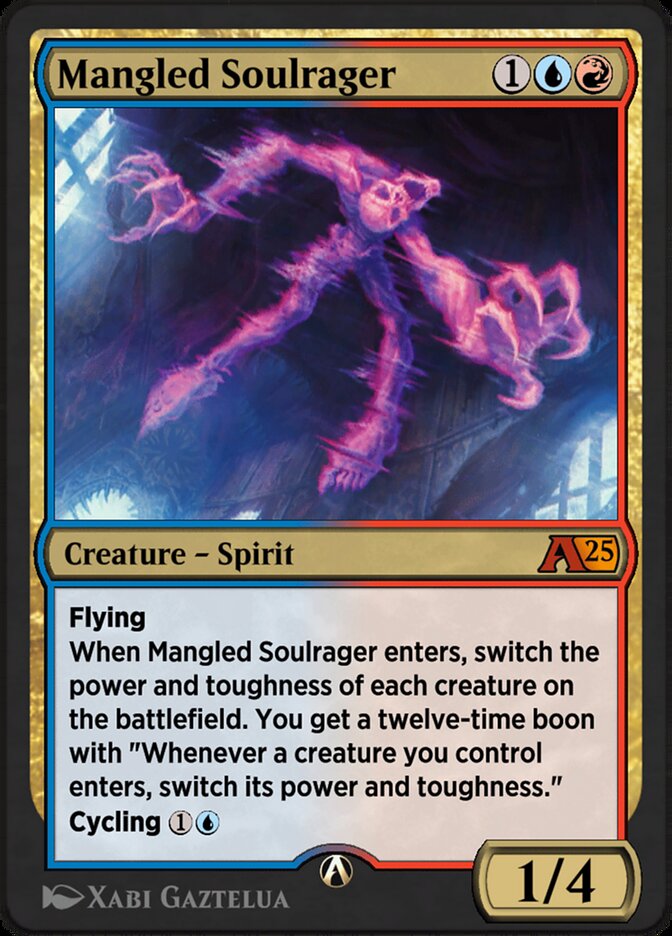 Mangled Soulrager 1
Creature – Spirit A25
Flying
When Mangled Soulrager enters, switch the
power and toughness of each creature on
the battlefield. You get a twelve-time boon
with "Whenever a creature you control
enters, switch its power and toughness."
Cycling 1
1/4
Xabi Gaztelua